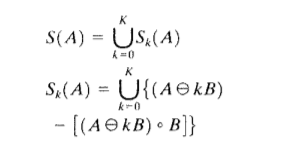 S(A) = ⋃_{k=0}^{K} S_k(A)
S_k(A) = ⋃_{k=0}^{K} {(A ⊖ kB)
− [(A ⊖ kB) ∘ B]}